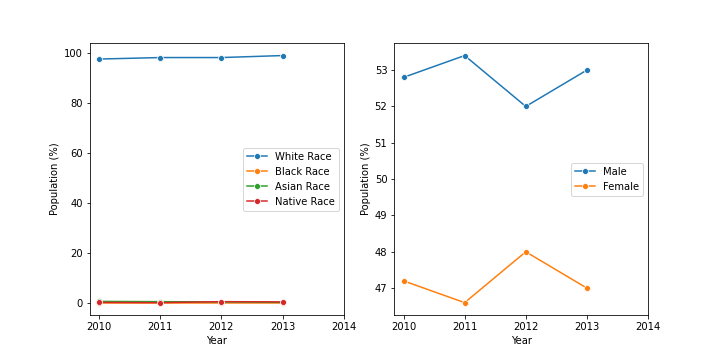 100
80
60
40
20
0
Population (%)
White Race
Black Race
Asian Race
Native Race
2010 2011 2012 2013 2014
Year
53
52
51
50
49
48
47
Population (%)
Male
Female
2010 2011 2012 2013 2014
Year